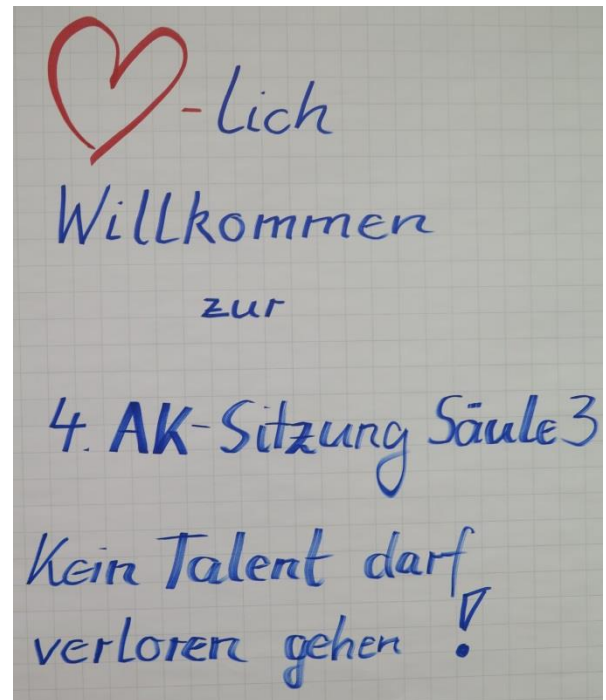 -lich
Willkommen
zur
4. AK-Sitzung Säule 3
Kein Talent darf
verloren gehen!